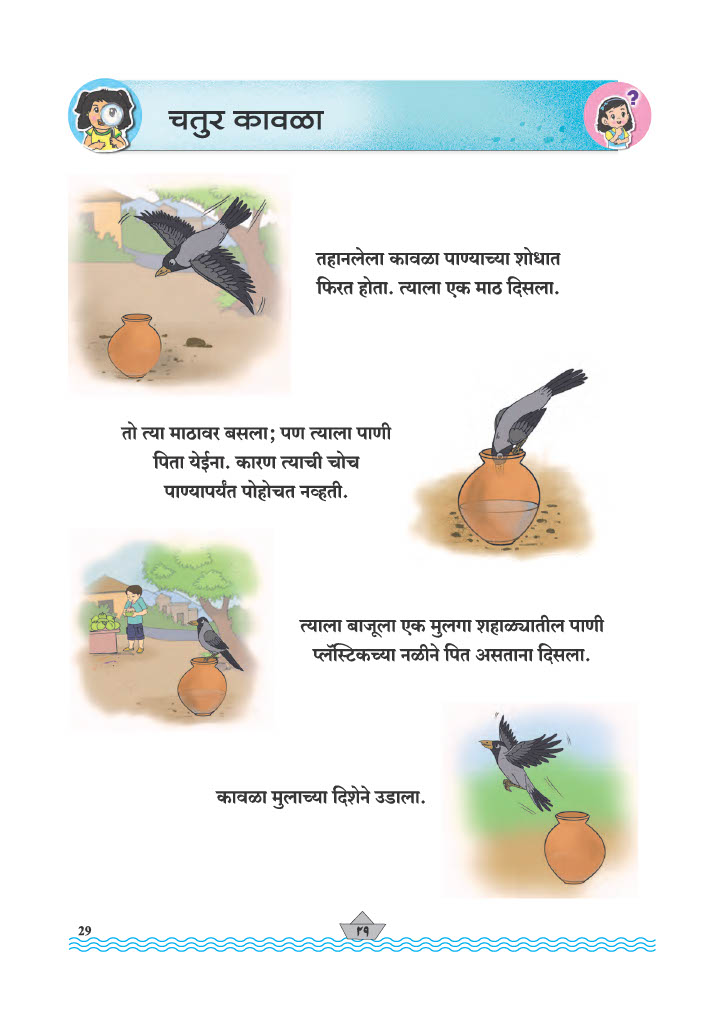 चतुर कावळा
?
तहानलेला कावळा पाण्याच्या शोधात
फिरत होता. त्याला एक माठ दिसला.
तो त्या माठावर बसला; पण त्याला पाणी
पिता येईना. कारण त्याची चोच
पाण्यापर्यंत पोहोचत नव्हती.
त्याला बाजूला एक मुलगा शहाळ्यातील पाणी
प्लॅस्टिकच्या नळीने पित असताना दिसला.
कावळा मुलाच्या दिशेने उडाला.
29
२९